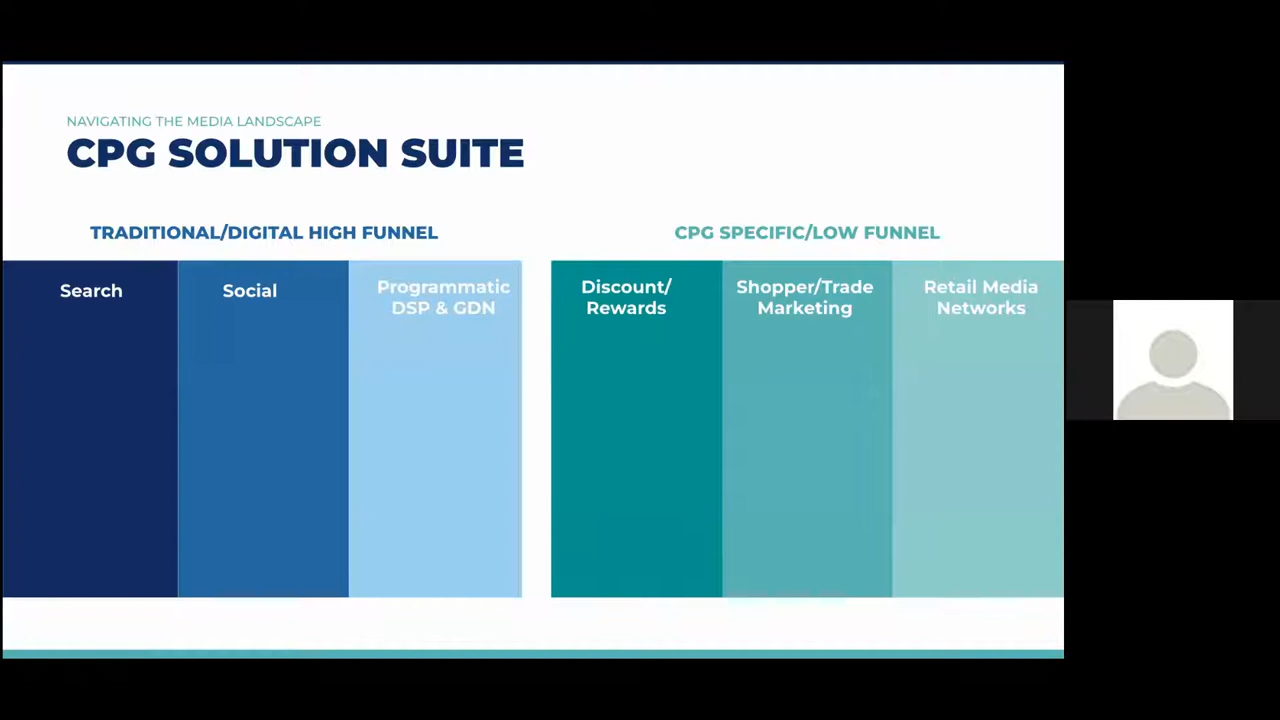 NAVIGATING THE MEDIA LANDSCAPE
CPG SOLUTION SUITE
TRADITIONAL/DIGITAL HIGH FUNNEL
Search
Social
Programmatic
DSP & GDN
CPG SPECIFIC/LOW FUNNEL
Discount/
Rewards
Shopper/Trade
Marketing
Retail Media
Networks